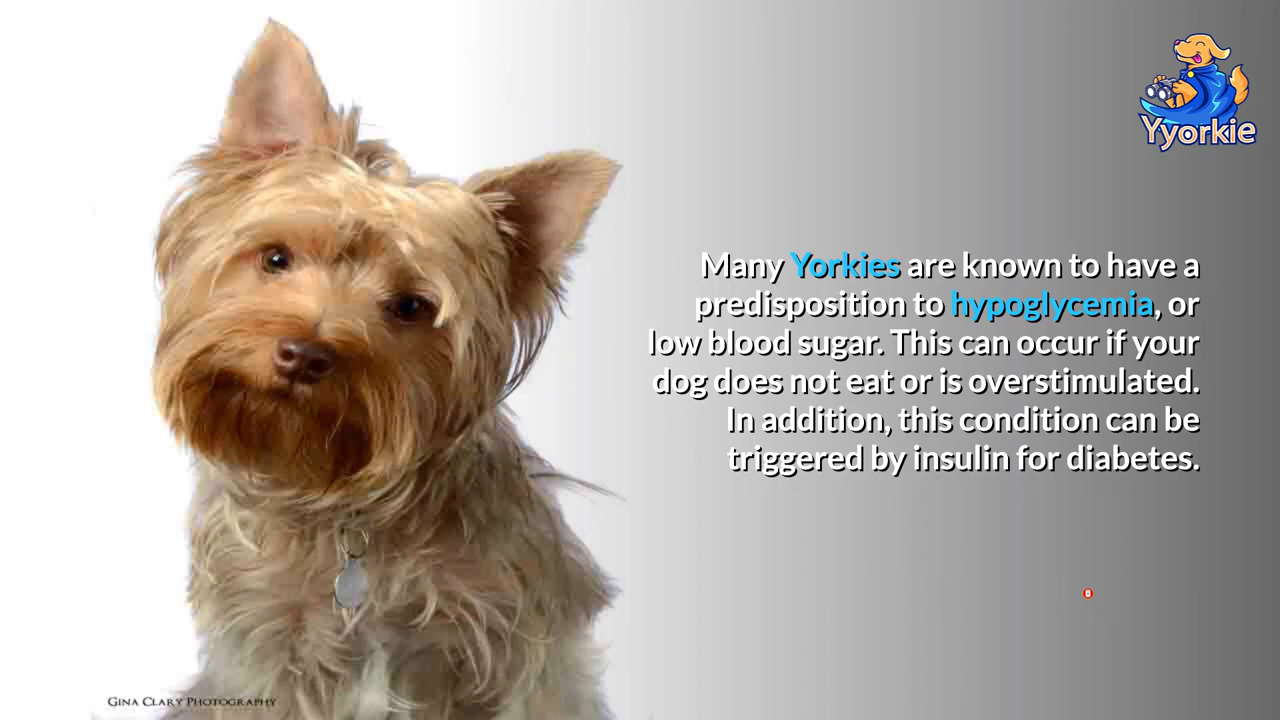 Yyorkie
Many Yorkies are known to have a
predisposition to hypoglycemia, or
low blood sugar. This can occur if your
dog does not eat or is overstimulated.
In addition, this condition can be
triggered by insulin for diabetes.
Gina Clary Photography